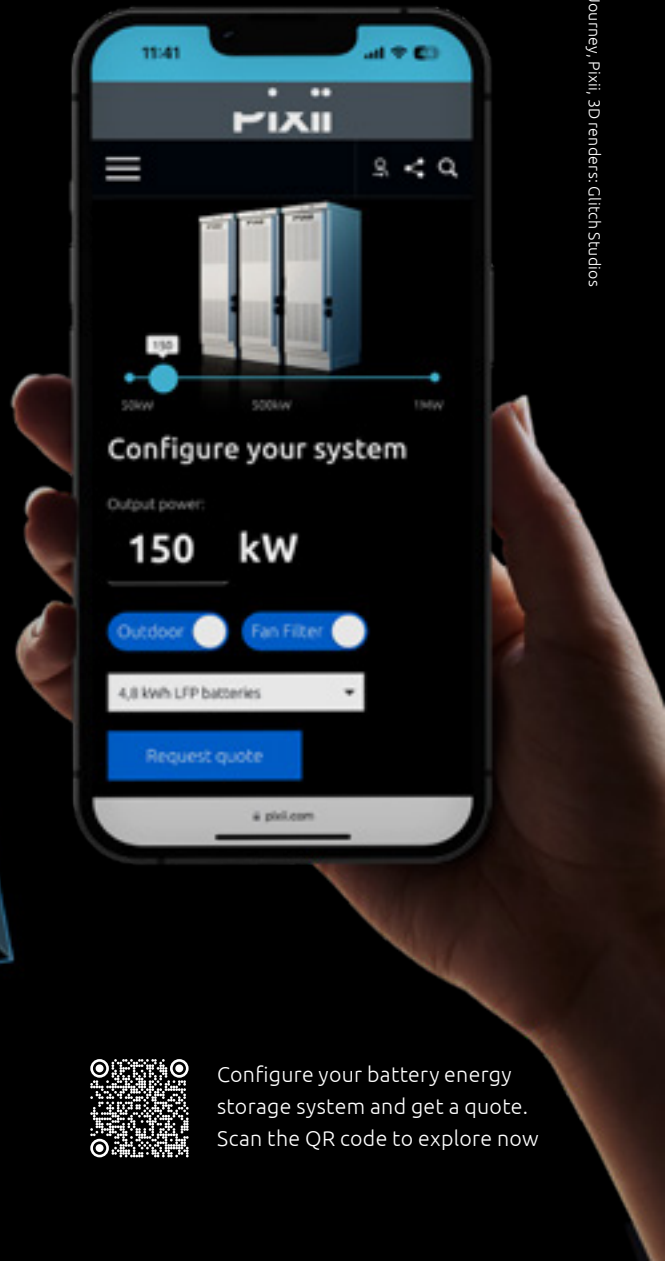 11:41
Pixii
150
50kW 500kW 1MW
Configure your system
Output power:
150 kW
Outdoor Fan Filter
4,8 kWh LFP batteries
Request quote
pixii.com
Configure your battery energy
storage system and get a quote.
Scan the QR code to explore now
Journey, Pixii, 3D renders: Glitch Studios